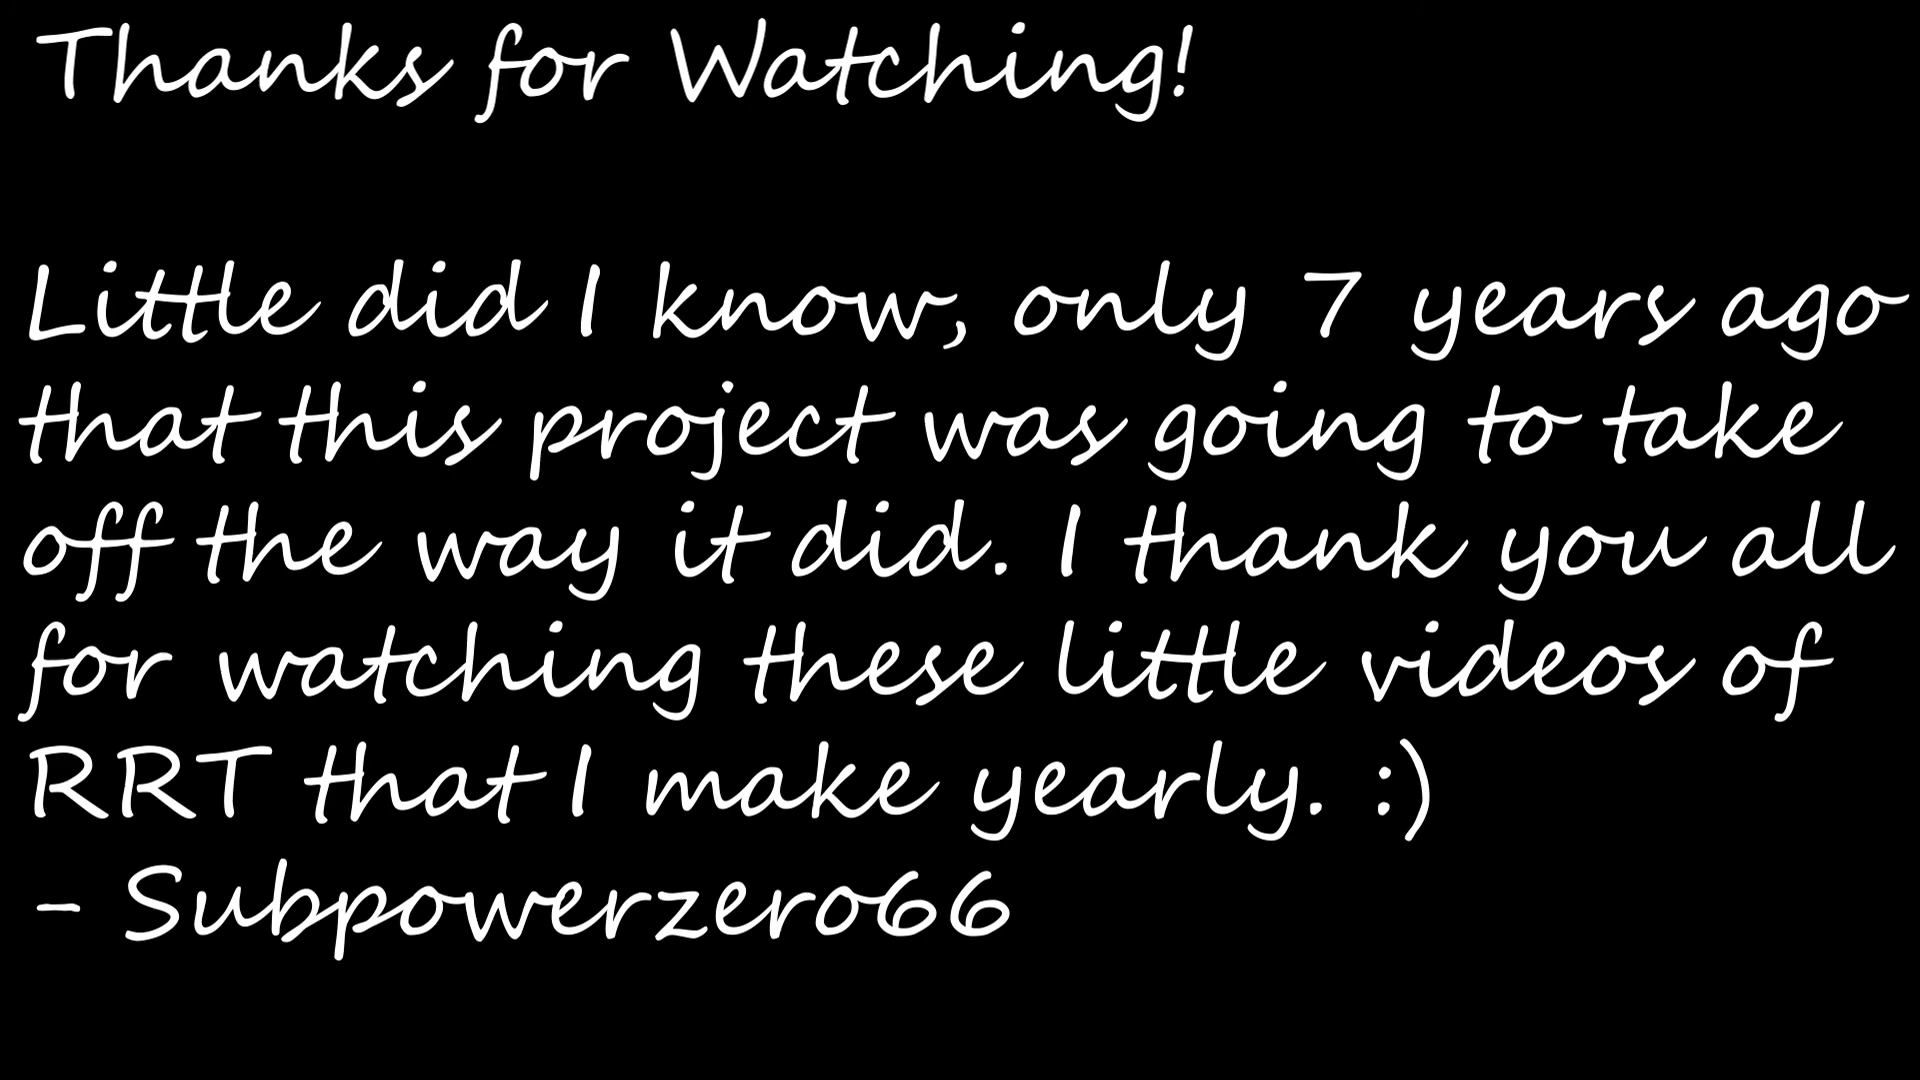 Thanks for Watching!
Little did I know, only 7 years ago
that this project was going to take
off the way it did. I thank you all
for watching these little videos of
RRT that I make yearly. :)
- Subpowerzero66